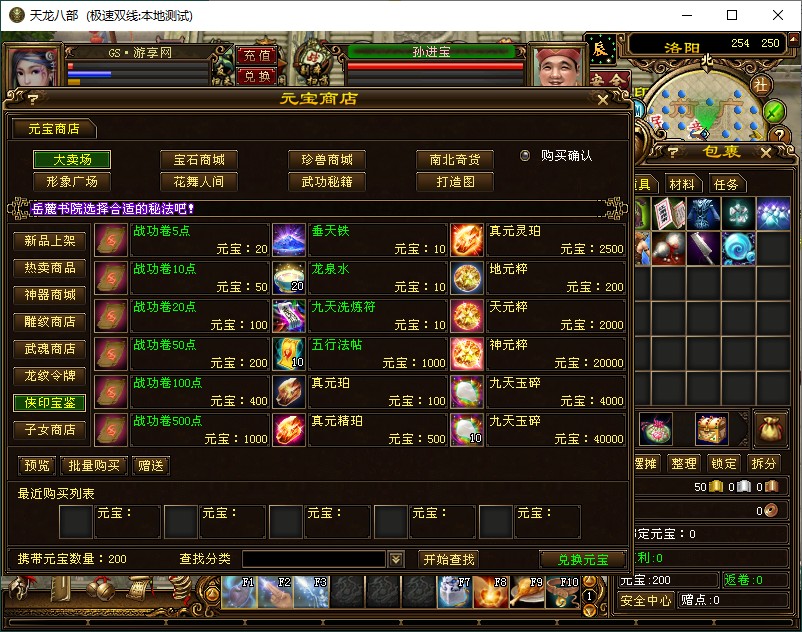 天龙八部 (极速双线:本地测试)
GS·游享网
充值
兑换
孙进宝
安全
辰
洛阳
254 250
北
社
?
元宝商店
?
包裹
元宝商店
大卖场
宝石商城
珍兽商城
南北奇货
购买确认
形象广场
花舞人间
武功秘籍
打造图
具
材料
任务
岳麓书院选择合适的秘法吧!
新品上架
热卖商品
神器商城
雕纹商店
武魂商店
龙纹令牌
侠印宝鉴
子女商店
战功卷5点
元宝:20
垂天铁
元宝:10
真元灵珀
元宝:2500
战功卷10点
元宝:50
20
龙泉水
元宝:10
地元粹
元宝:200
战功卷20点
元宝:100
九天洗炼符
元宝:10
天元粹
元宝:2000
战功卷50点
元宝:200
10
五行法帖
元宝:1000
神元粹
元宝:20000
战功卷100点
元宝:400
真元珀
元宝:100
九天玉碎
元宝:4000
战功卷500点
元宝:1000
真元精珀
元宝:500
10
九天玉碎
元宝:40000
预览
批量购买
赠送
摆摊
整理
锁定
拆分
最近购买列表
50 0 0
元宝:
元宝:
元宝:
元宝:
元宝:
0
定元宝:0
携带元宝数量:200
查找分类
开始查找
兑换元宝
利:0
元宝:200
返卷:0
安全中心
赠点:0
F1
F2
F3
F7
F8
F9
F10
1